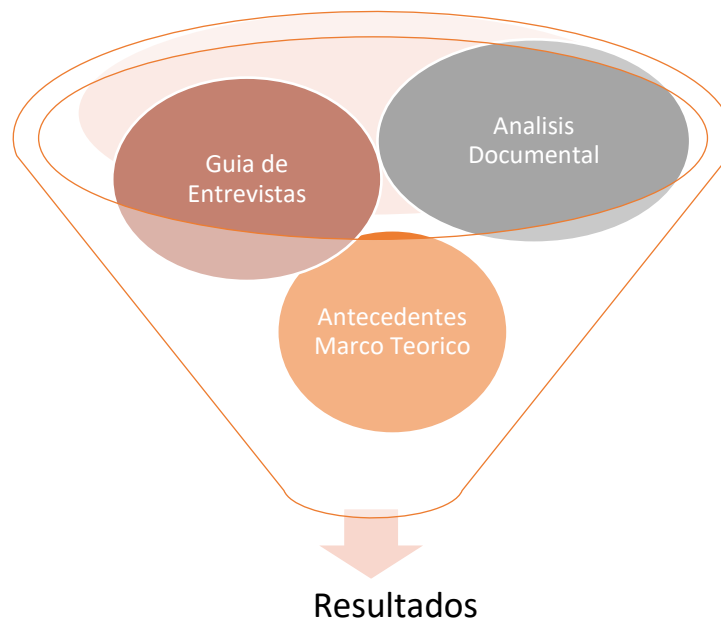 Analisis
Documental
Guia de
Entrevistas
Antecedentes
Marco Teorico
Resultados